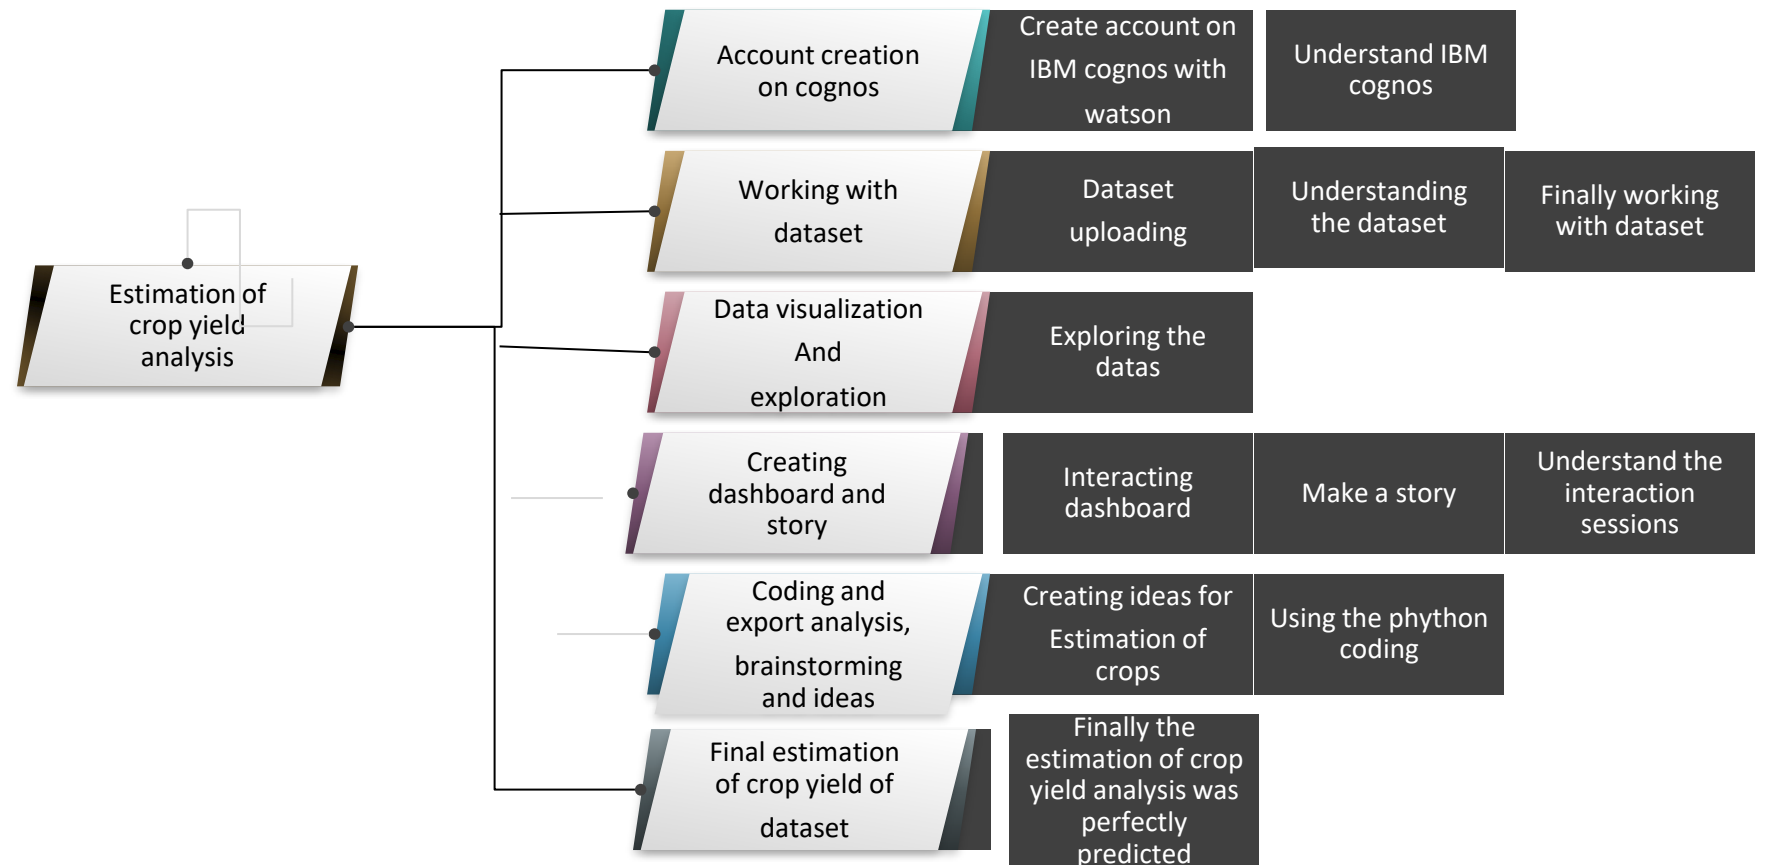 Estimation of
crop yield
analysis
Account creation
on cognos
Create account on
IBM cognos with
watson
Understand IBM
cognos
Working with
dataset
Dataset
uploading
Understanding
the dataset
Finally working
with dataset
Data visualization
And
exploration
Exploring the
datas
Creating
dashboard and
story
Interacting
dashboard
Make a story
Understand the
interaction
sessions
Coding and
export analysis,
brainstorming
and ideas
Creating ideas for
Estimation of
crops
Using the phython
coding
Final estimation
of crop yield of
dataset
Finally the
estimation of crop
yield analysis was
perfectly
predicted